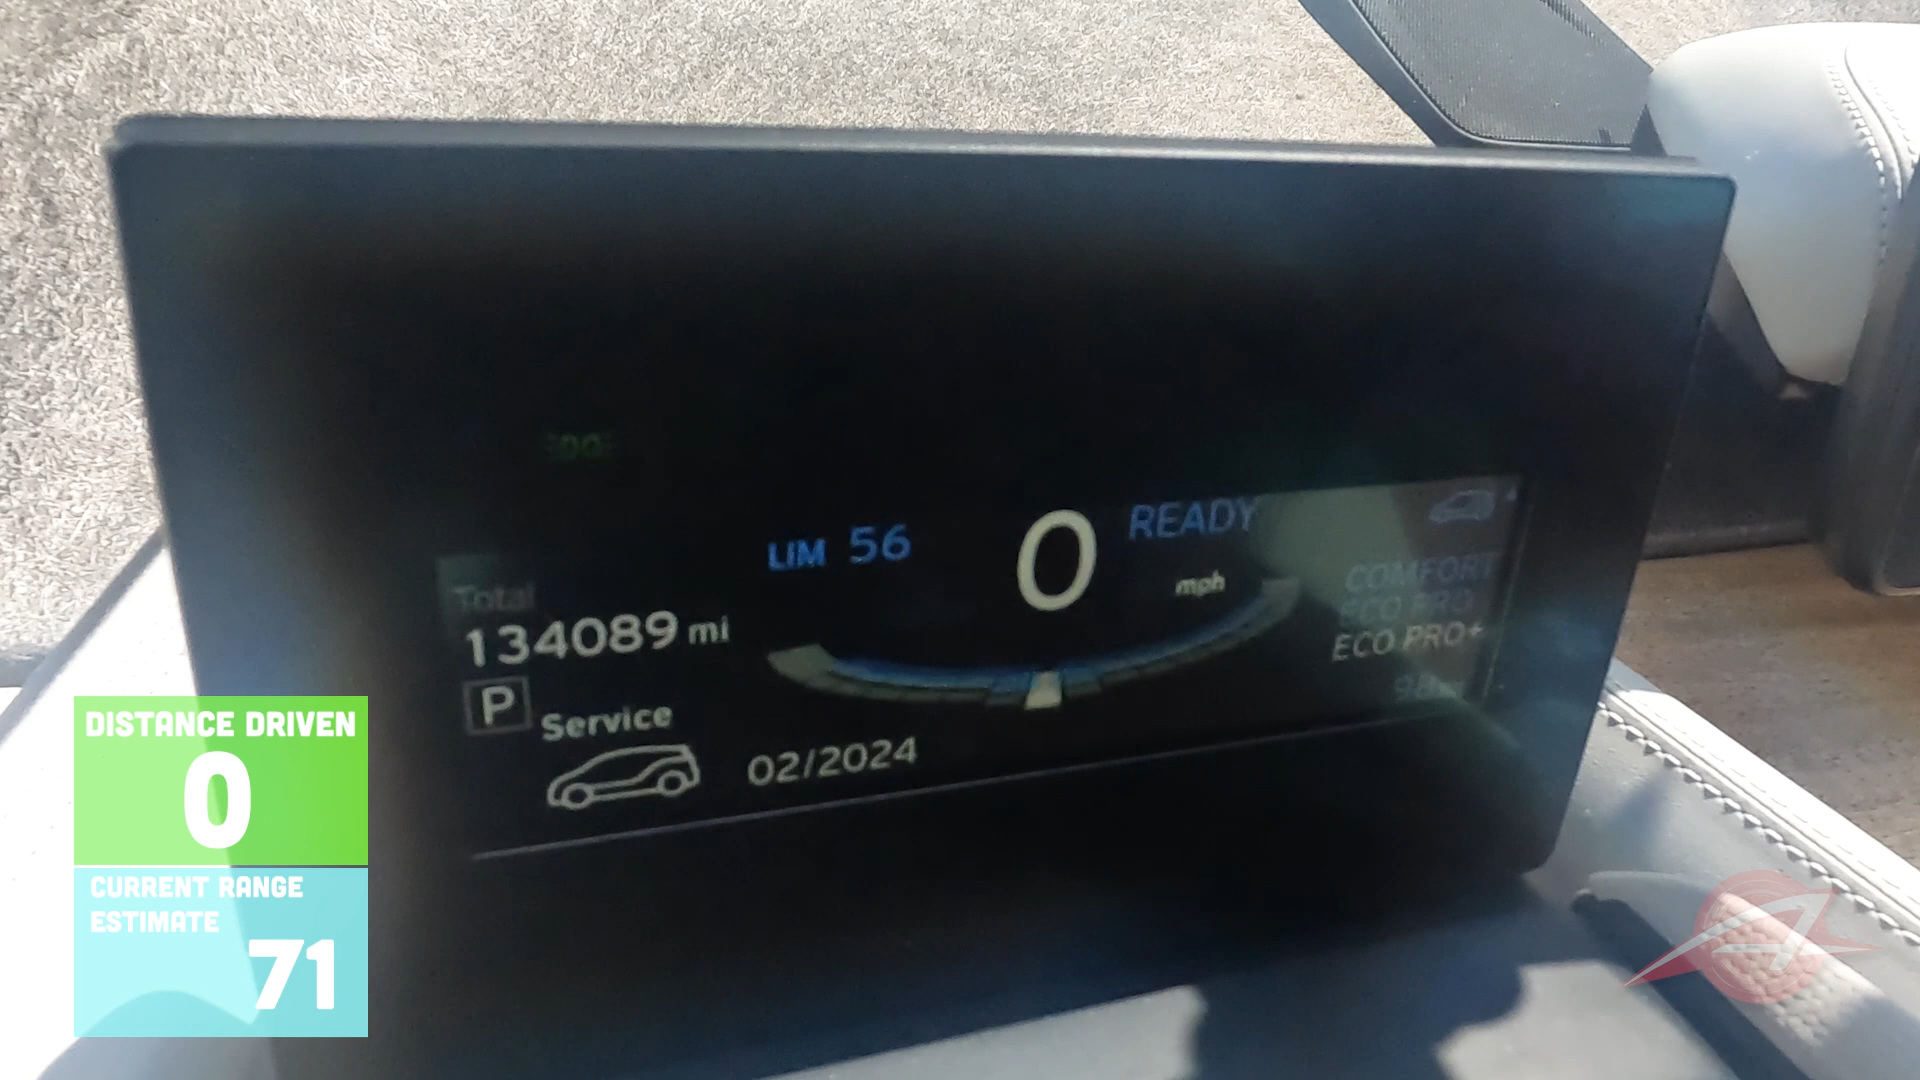 LIM 56
0
READY
mph
Total
134089 mi
P
Service
02/2024
COMFORT
ECO PRO
ECO PRO+
DISTANCE DRIVEN
0
CURRENT RANGE
ESTIMATE
71